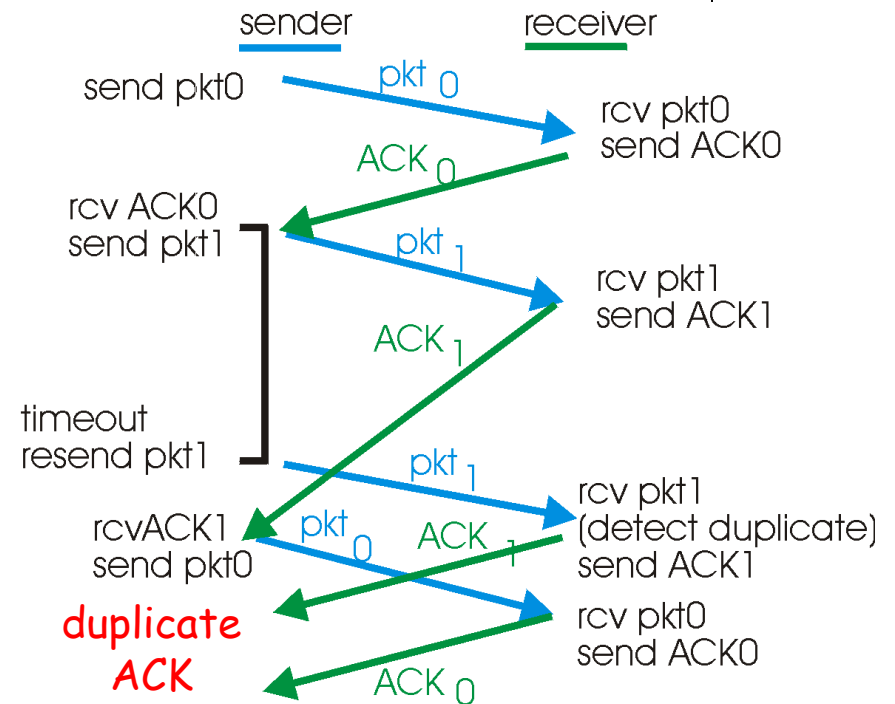 sender
receiver
send pkt0
pkt 0
rcv pkt0
send ACK0
ACK 0
rcv ACK0
send pkt1
pkt 1
rcv pkt1
send ACK1
ACK 1
timeout
resend pkt1
pkt 1
rcv pkt1
(detect duplicate)
send ACK1
rcvACK1
send pkt0
pkt 0
ACK 1
duplicate
ACK
rcv pkt0
send ACK0
ACK 0